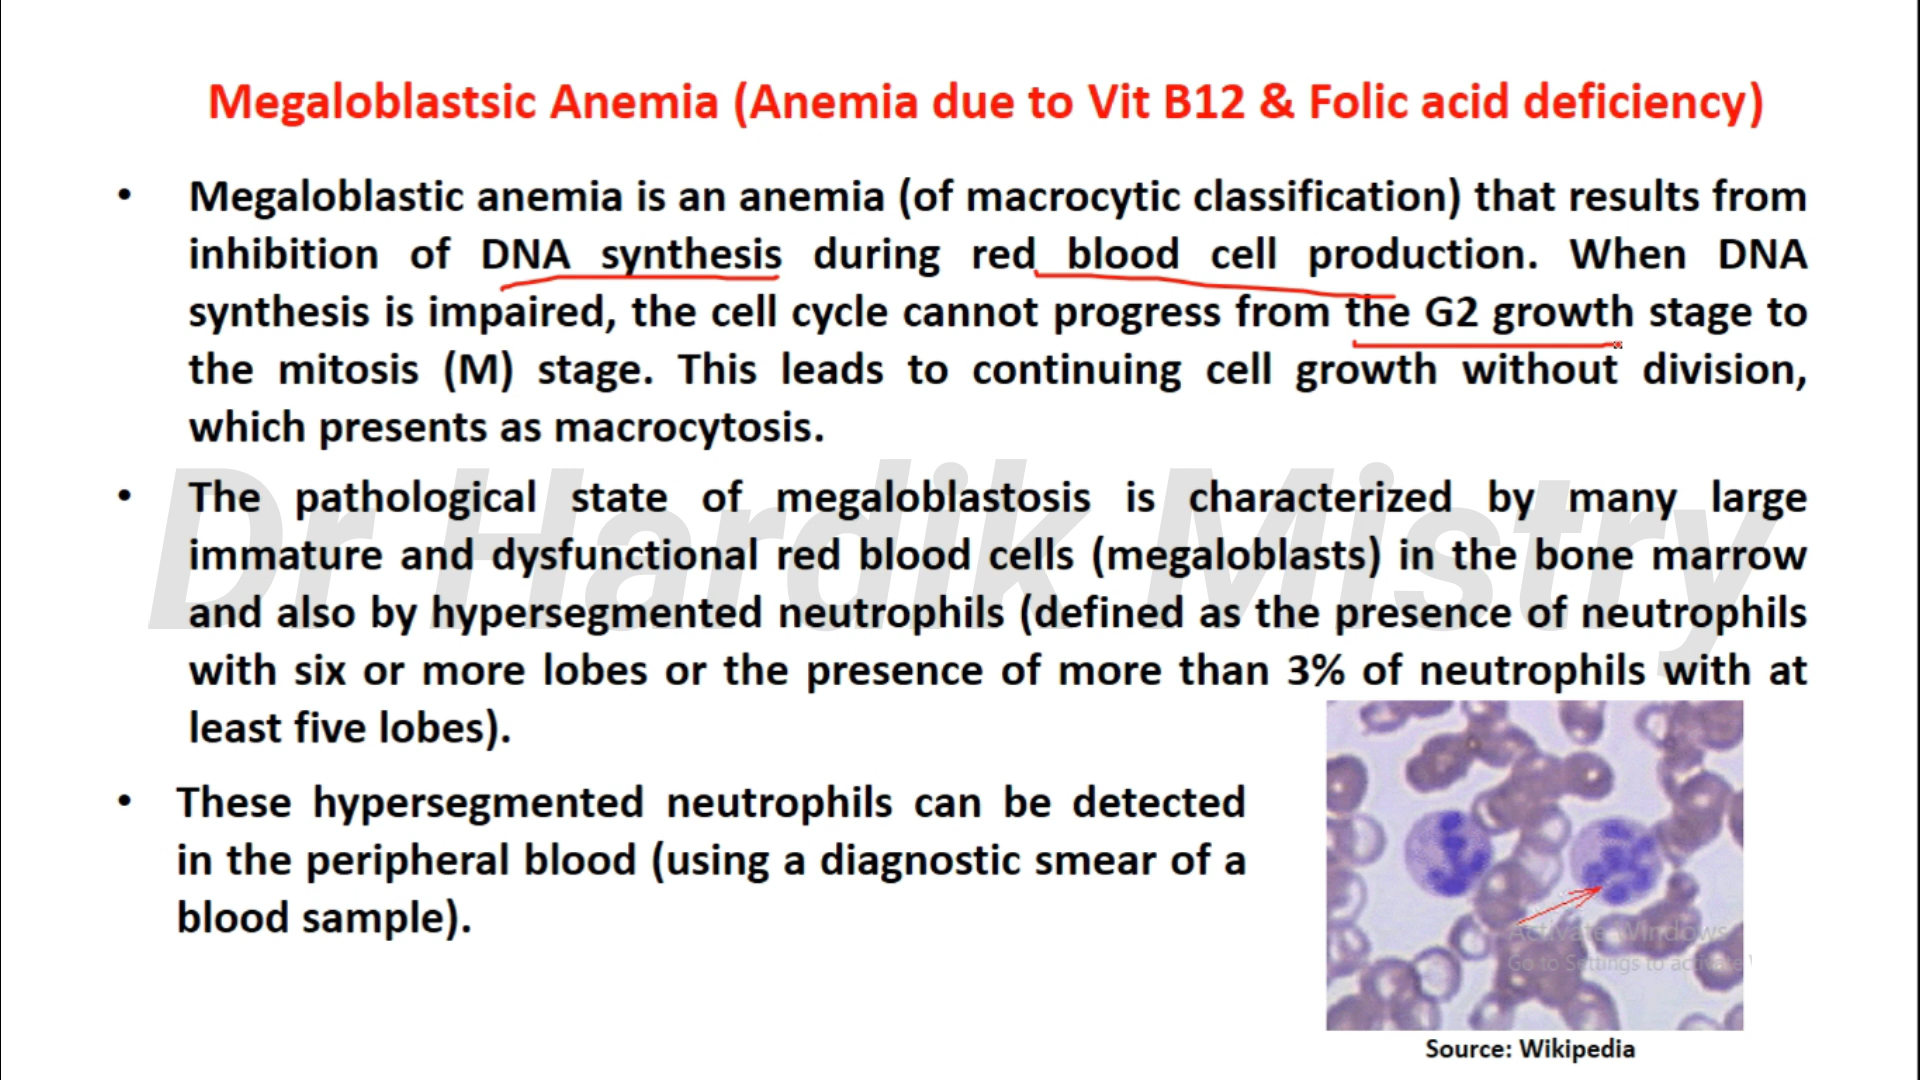 Megaloblastsic Anemia (Anemia due to Vit B12 & Folic acid deficiency)
• Megaloblastic anemia is an anemia (of macrocytic classification) that results from
inhibition of DNA synthesis during red blood cell production. When DNA
synthesis is impaired, the cell cycle cannot progress from the G2 growth stage to
the mitosis (M) stage. This leads to continuing cell growth without division,
which presents as macrocytosis.
• The pathological state of megaloblastosis is characterized by many large
immature and dysfunctional red blood cells (megaloblasts) in the bone marrow
and also by hypersegmented neutrophils (defined as the presence of neutrophils
with six or more lobes or the presence of more than 3% of neutrophils with at
least five lobes).
• These hypersegmented neutrophils can be detected
in the peripheral blood (using a diagnostic smear of a
blood sample).
Dr Hardik Mistry
Activate Windows
Go to Settings to activate
Source: Wikipedia